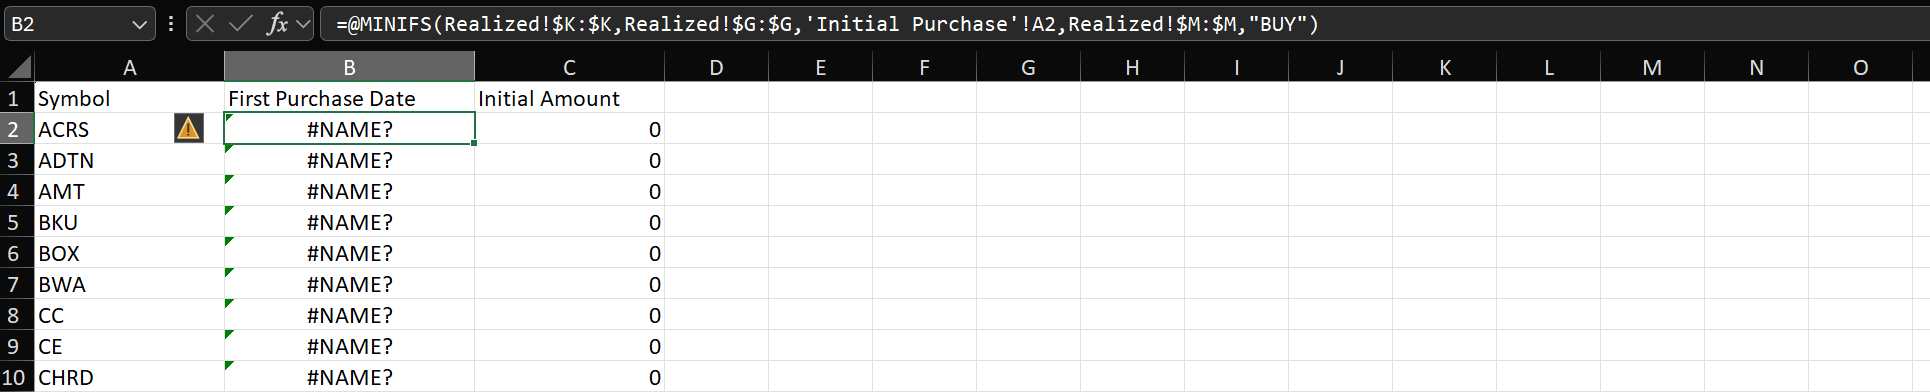 B2 fx =@MINIFS(Realized!$K:$K,Realized!$G:$G,'Initial Purchase'!A2,Realized!$M:$M,"BUY")
A B C D E F G H I J K L M N O
1 Symbol First Purchase Date Initial Amount
2 ACRS #NAME? 0
3 ADTN #NAME? 0
4 AMT #NAME? 0
5 BKU #NAME? 0
6 BOX #NAME? 0
7 BWA #NAME? 0
8 CC #NAME? 0
9 CE #NAME? 0
10 CHRD #NAME? 0